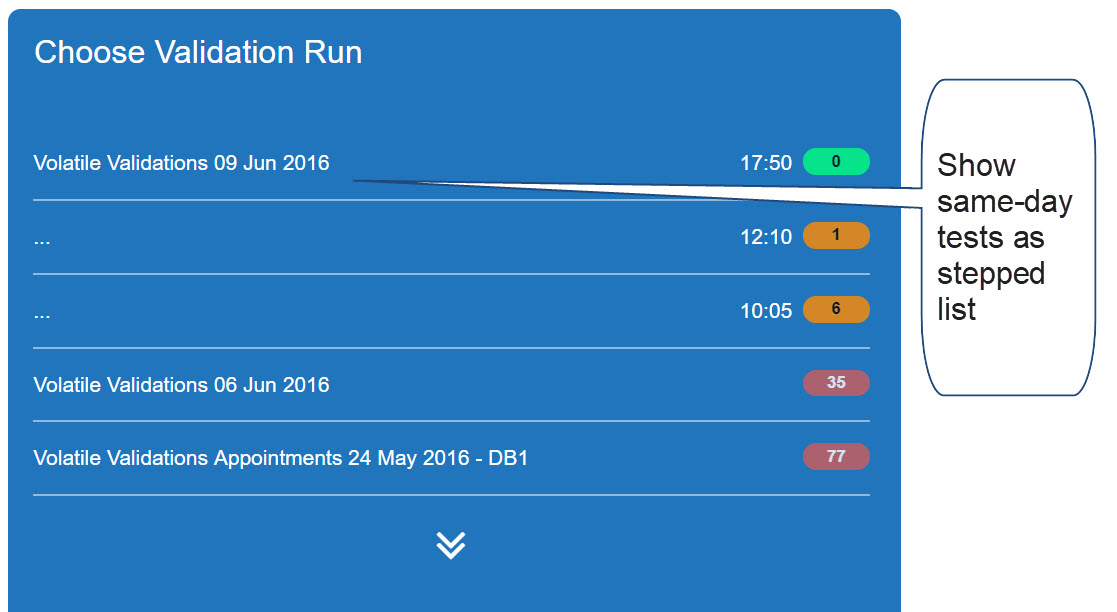 Choose Validation Run
Volatile Validations 09 Jun 2016 17:50 0
... 12:10 1
... 10:05 6
Volatile Validations 06 Jun 2016 35
Volatile Validations Appointments 24 May 2016 - DB1 77
Show
same-day
tests as
stepped
list